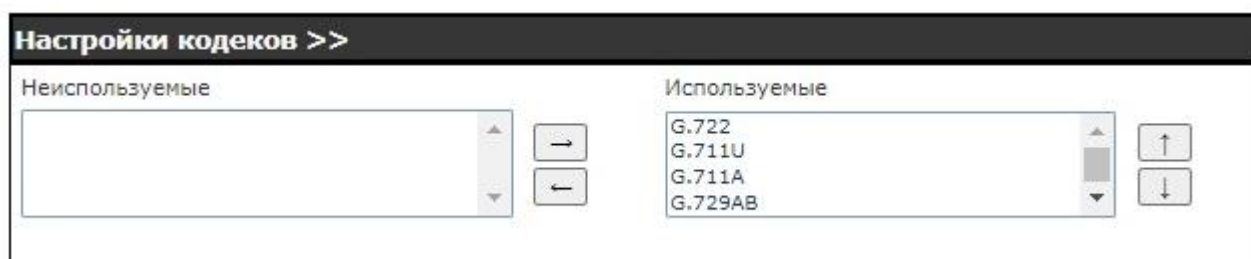 Настройки кодеков >>
Неиспользуемые
Используемые
→
←
G.722
G.711U
G.711A
G.729AB
↑
↓